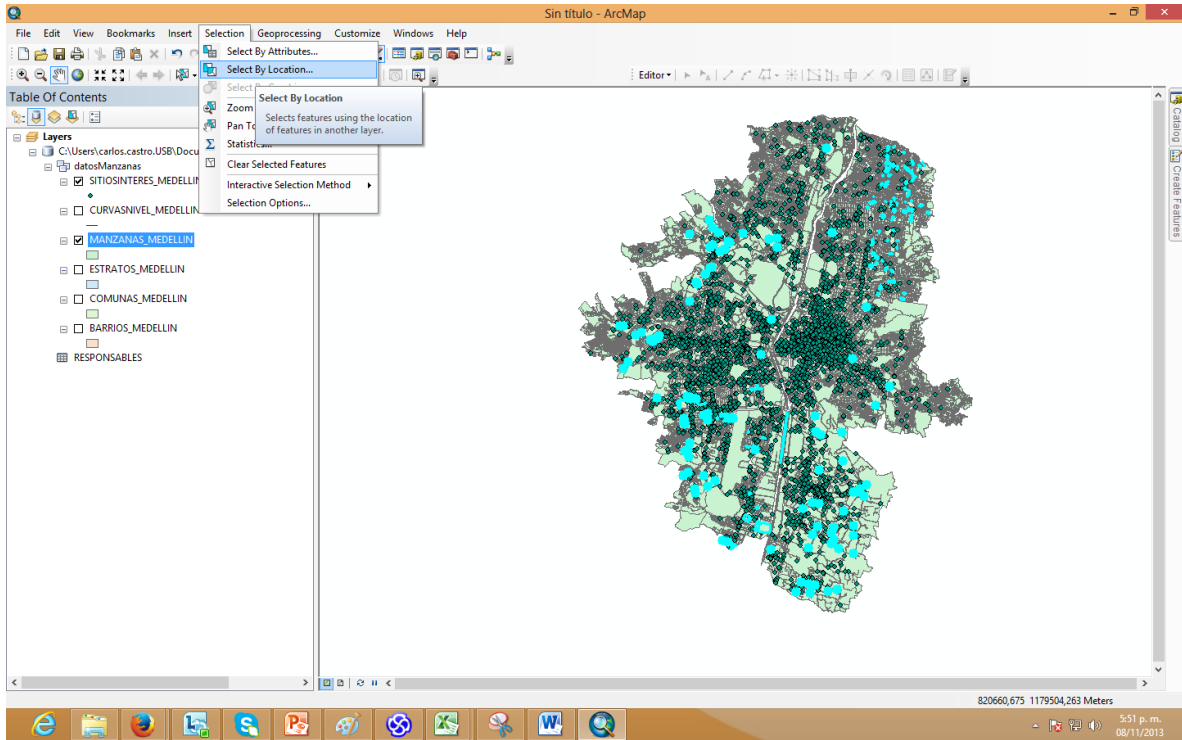 Sin título - ArcMap
File Edit View Bookmarks Insert Selection Geoprocessing Customize Windows Help
Select By Attributes...
Select By Location...
Editor
Table Of Contents
Select By Location
Selects features using the location
of features in another layer.
Zoom
Pan To
Statistics...
Clear Selected Features
Interactive Selection Method
Selection Options...
Layers
C:\Users\carlos.castro.USB\Docu
datosManzanas
SITIOSINTERES_MEDELLIN
CURVASNIVEL_MEDELLIN
MANZANAS_MEDELLIN
ESTRATOS_MEDELLIN
COMUNAS_MEDELLIN
BARRIOS_MEDELLIN
RESPONSABLES
Catalog
Create Features
820660,675 1179504,263 Meters
5:51 p. m.
08/11/2013